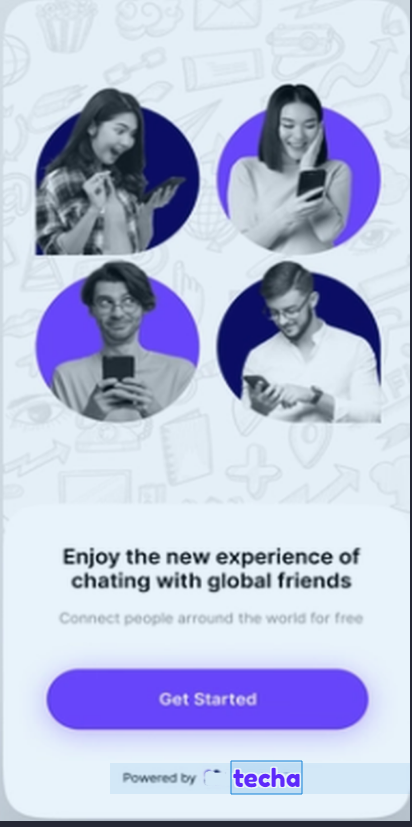 Enjoy the new experience of
chating with global friends
Connect people arround the world for free
Get Started
Powered by techa